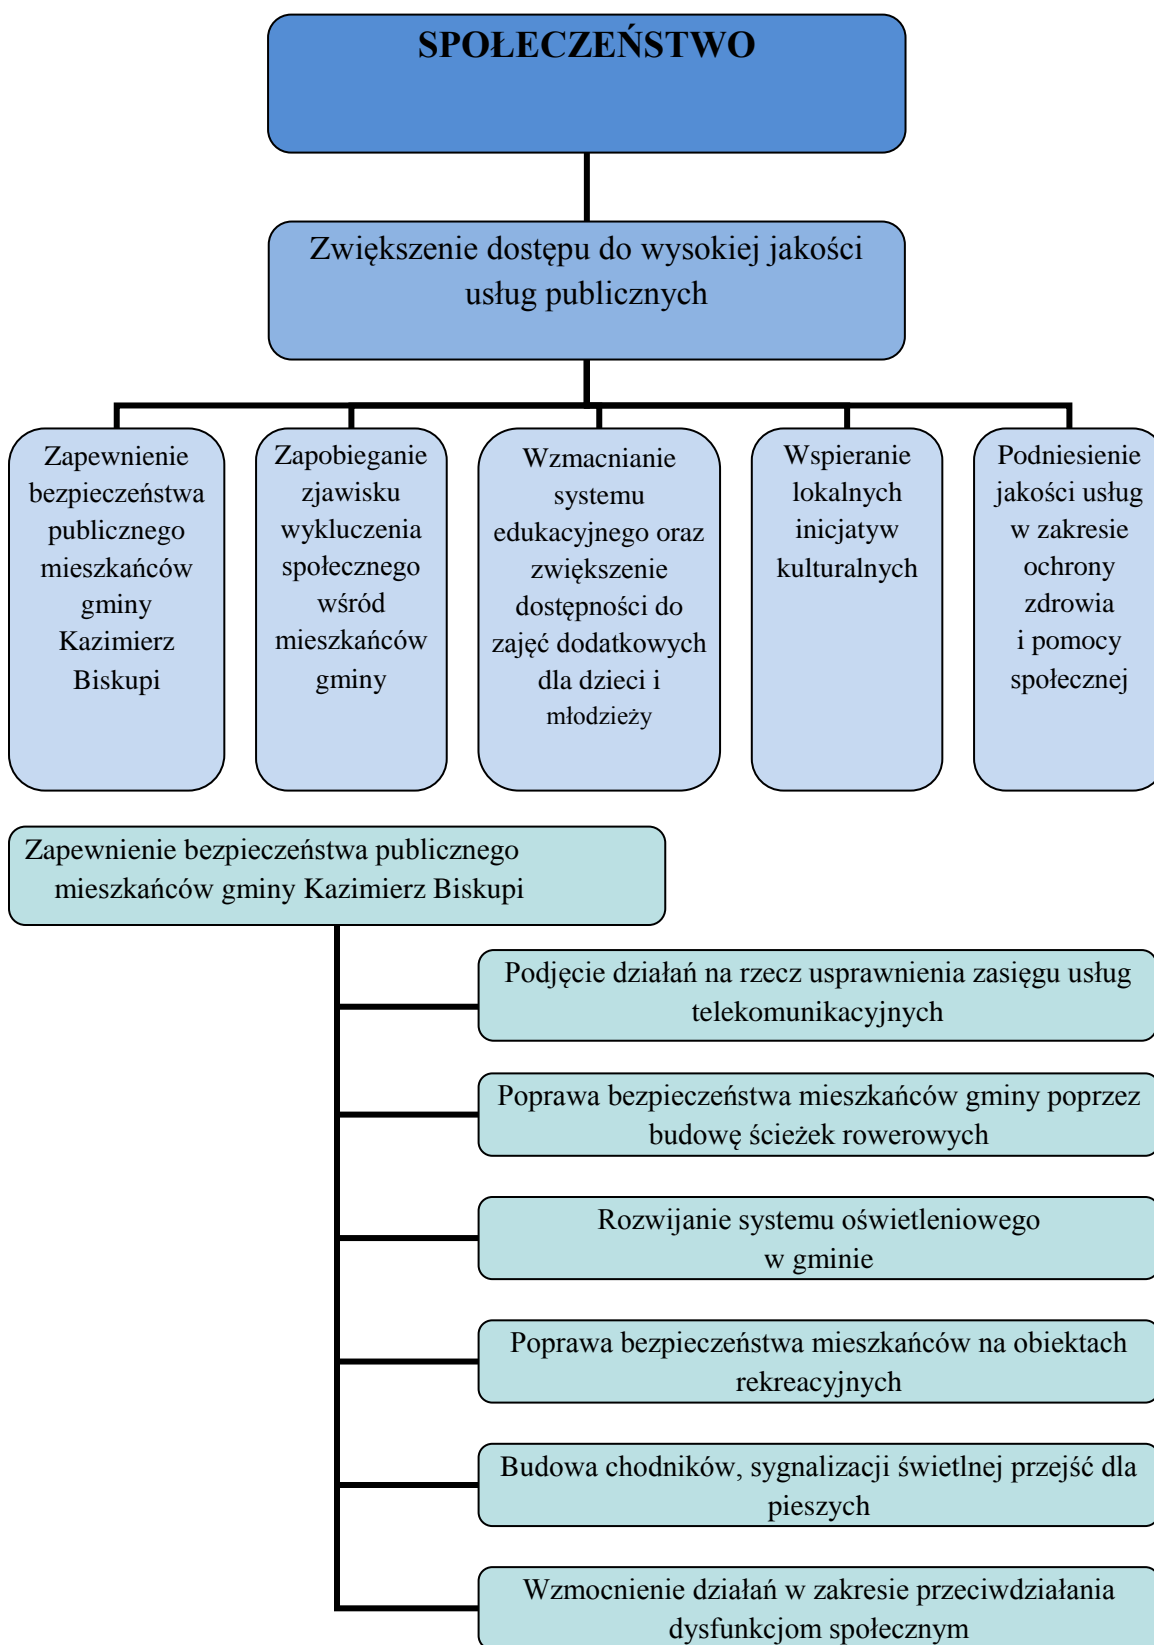 SPOŁECZEŃSTWO
Zwiększenie dostępu do wysokiej jakości
usług publicznych
Zapewnienie
bezpieczeństwa
publicznego
mieszkańców
gminy
Kazimierz
Biskupi
Zapobieganie
zjawisku
wykluczenia
społecznego
wśród
mieszkańców
gminy
Wzmacnianie
systemu
edukacyjnego oraz
zwiększenie
dostępności do
zajęć dodatkowych
dla dzieci i
młodzieży
Wspieranie
lokalnych
inicjatyw
kulturalnych
Podniesienie
jakości usług
w zakresie
ochrony
zdrowia
i pomocy
społecznej
Zapewnienie bezpieczeństwa publicznego
mieszkańców gminy Kazimierz Biskupi
Podjęcie działań na rzecz usprawnienia zasięgu usług
telekomunikacyjnych
Poprawa bezpieczeństwa mieszkańców gminy poprzez
budowę ścieżek rowerowych
Rozwijanie systemu oświetleniowego
w gminie
Poprawa bezpieczeństwa mieszkańców na obiektach
rekreacyjnych
Budowa chodników, sygnalizacji świetlnej przejść dla
pieszych
Wzmocnienie działań w zakresie przeciwdziałania
dysfunkcjom społecznym